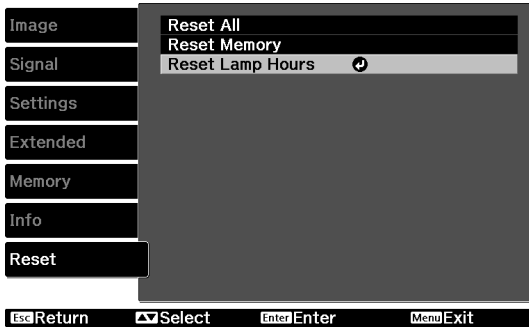 Image
Signal
Settings
Extended
Memory
Info
Reset
Reset All
Reset Memory
Reset Lamp Hours
Esc Return Select Enter Enter Menu Exit